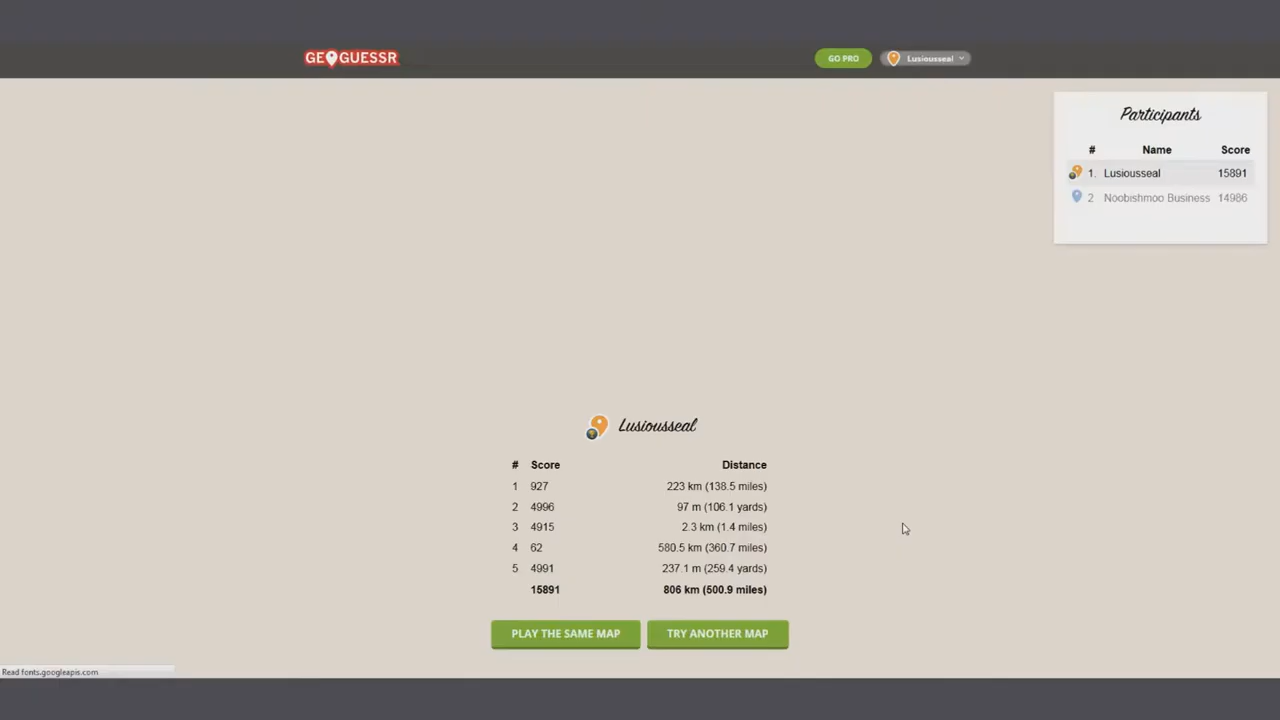 GEOGUESSR
GO PRO
Lusiousseal
Participants
# Name Score
1. Lusiousseal 15891
2 Noobishmoo Business 14986
Lusiousseal
# Score Distance
1 927 223 km (138.5 miles)
2 4996 97 m (106.1 yards)
3 4915 2.3 km (1.4 miles)
4 62 580.5 km (360.7 miles)
5 4991 237.1 m (259.4 yards)
15891 806 km (500.9 miles)
PLAY THE SAME MAP
TRY ANOTHER MAP
Read fonts.googleapis.com